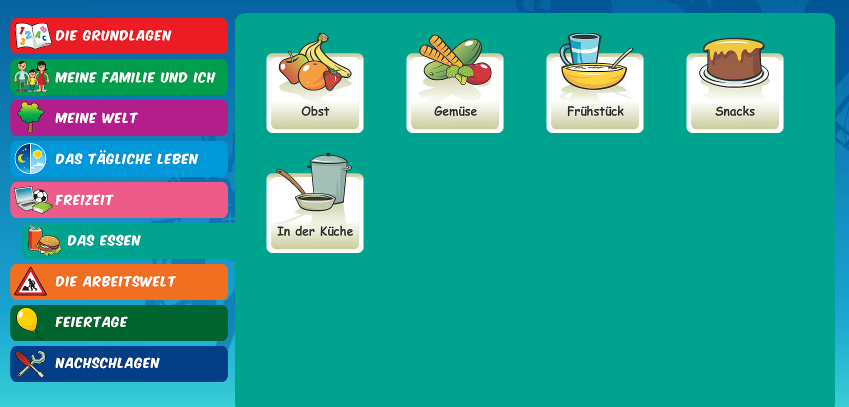 DIE GRUNDLAGEN
MEINE FAMILIE UND ICH
MEINE WELT
DAS TÄGLICHE LEBEN
FREIZEIT
DAS ESSEN
DIE ARBEITSWELT
FEIERTAGE
NACHSCHLAGEN
Obst
Gemüse
Frühstück
Snacks
In der Küche